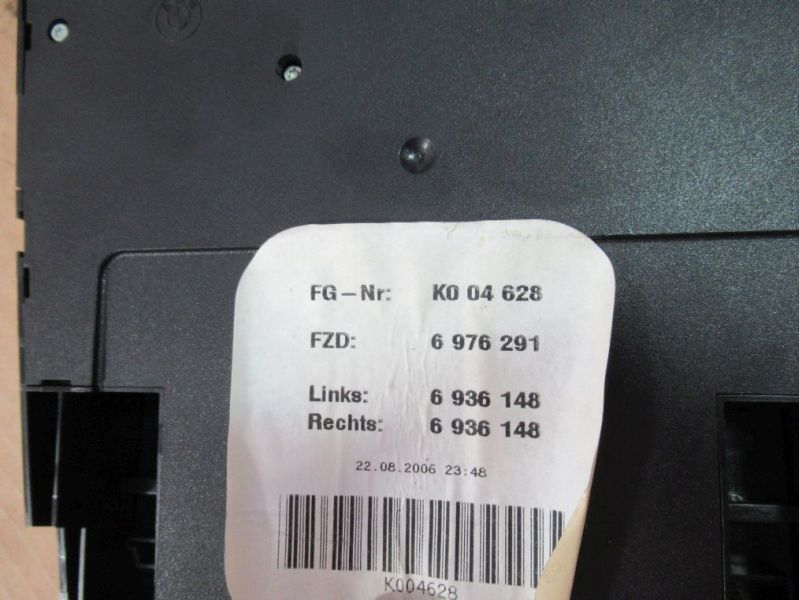 FG-Nr: K0 04 628
FZD: 6 976 291
Links: 6 936 148
Rechts: 6 936 148
22.08.2006 23:48
K004628